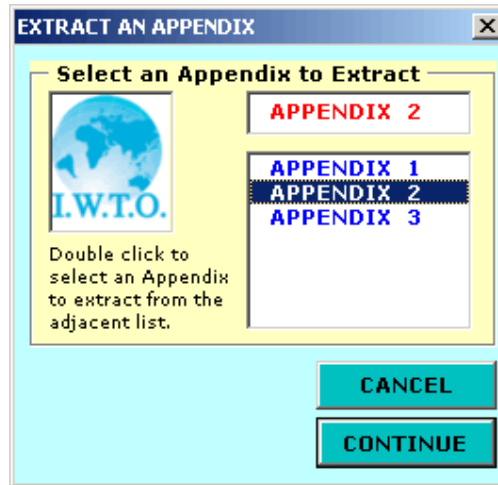 EXTRACT AN APPENDIX
Select an Appendix to Extract
I.W.T.O.
APPENDIX 2
APPENDIX 1
APPENDIX 2
APPENDIX 3
Double click to
select an Appendix
to extract from the
adjacent list.
CANCEL
CONTINUE